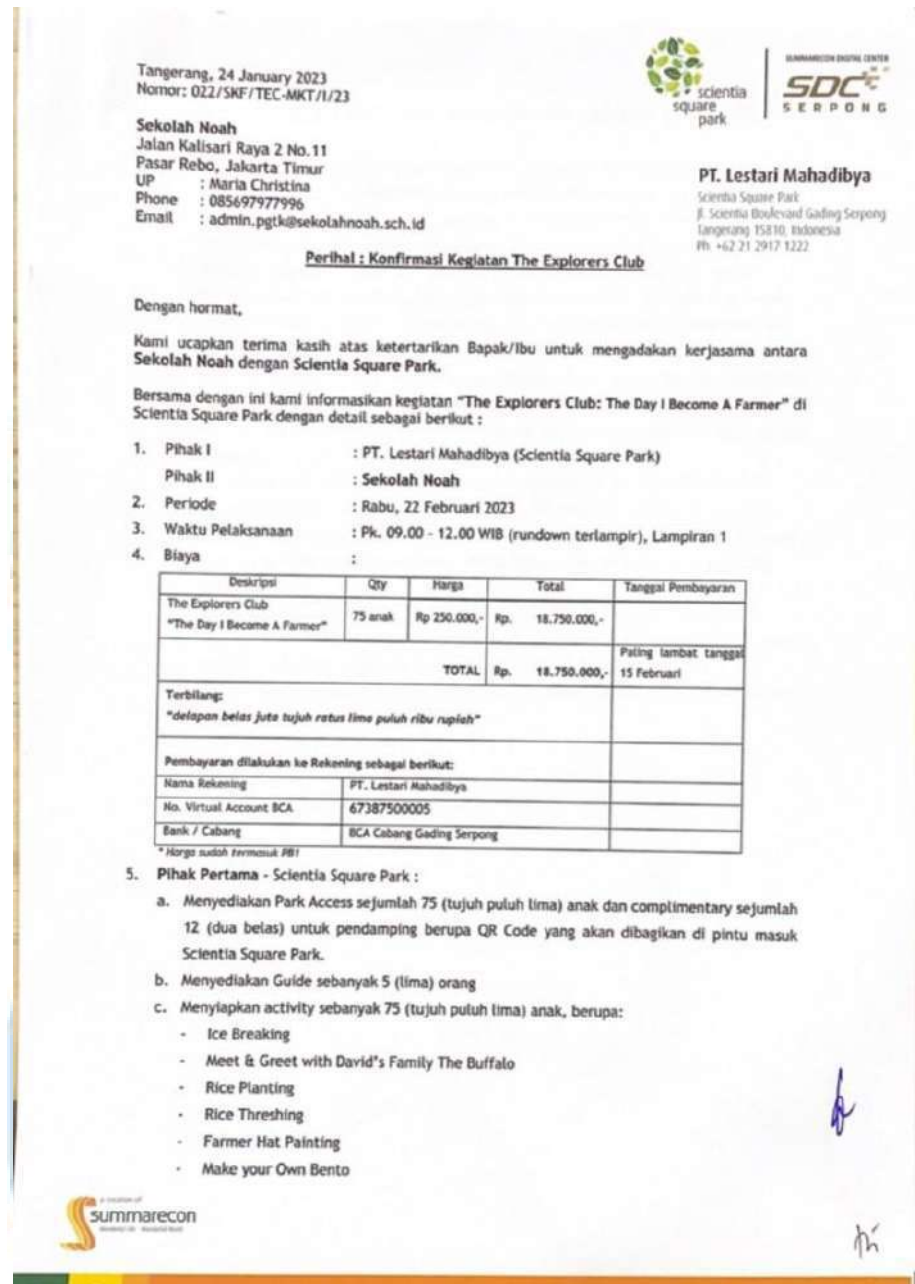 Tangerang, 24 January 2023
Nomor: 022/SKF/TEC-MKT/I/23
scientia
square
park
SUMMARECON DIGITAL CENTER
SDC
SERPONG
Sekolah Noah
Jalan Kalisari Raya 2 No.11
Pasar Rebo, Jakarta Timur
UP : Maria Christina
Phone : 085697977996
Email : admin.pgtk@sekolahnoah.sch.id
PT. Lestari Mahadibya
Scientia Square Park
Jl. Scientia Boulevard Gading Serpong
Tangerang 15810, Indonesia
Ph. +62 21 2917 1222
Perihal : Konfirmasi Kegiatan The Explorers Club
Dengan hormat,
Kami ucapkan terima kasih atas ketertarikan Bapak/Ibu untuk mengadakan kerjasama antara
Sekolah Noah dengan Scientia Square Park.
Bersama dengan ini kami informasikan kegiatan "The Explorers Club: The Day I Become A Farmer" di
Scientia Square Park dengan detail sebagai berikut :
1. Pihak I : PT. Lestari Mahadibya (Scientia Square Park)
Pihak II : Sekolah Noah
2. Periode : Rabu, 22 Februari 2023
3. Waktu Pelaksanaan : Pk. 09.00 - 12.00 WIB (rundown terlampir), Lampiran 1
4. Biaya :
Deskripsi Qty Harga Total Tanggal Pembayaran
The Explorers Club
"The Day I Become A Farmer" 75 anak Rp 250.000,- Rp. 18.750.000,-
Paling lambat tanggal
TOTAL Rp. 18.750.000,- 15 Februari
Terbilang:
"delapan belas juta tujuh ratus lima puluh ribu rupiah"
Pembayaran dilakukan ke Rekening sebagai berikut:
Nama Rekening PT. Lestari Mahadibya
No. Virtual Account BCA 67387500005
Bank / Cabang BCA Cabang Gading Serpong
* Harga sudah termasuk PB1
5. Pihak Pertama - Scientia Square Park :
a. Menyediakan Park Access sejumlah 75 (tujuh puluh lima) anak dan complimentary sejumlah
12 (dua belas) untuk pendamping berupa QR Code yang akan dibagikan di pintu masuk
Scientia Square Park.
b. Menyediakan Guide sebanyak 5 (lima) orang
c. Menyiapkan activity sebanyak 75 (tujuh puluh lima) anak, berupa:
- Ice Breaking
- Meet & Greet with David's Family The Buffalo
- Rice Planting
- Rice Threshing
- Farmer Hat Painting
- Make your Own Bento
summarecon